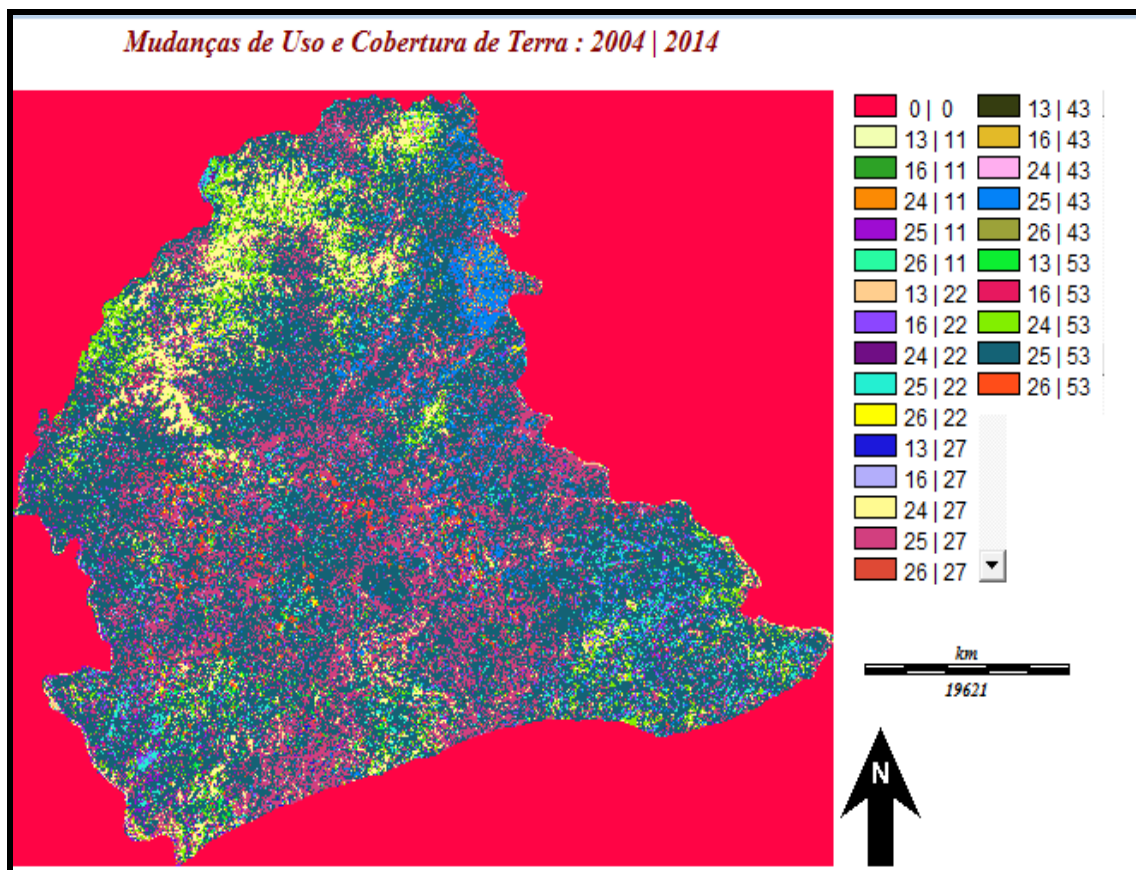 Mudanças de Uso e Cobertura de Terra : 2004 | 2014
0 | 0
13 | 11
16 | 11
24 | 11
25 | 11
26 | 11
13 | 22
16 | 22
24 | 22
25 | 22
26 | 22
13 | 27
16 | 27
24 | 27
25 | 27
26 | 27
13 | 43
16 | 43
24 | 43
25 | 43
26 | 43
13 | 53
16 | 53
24 | 53
25 | 53
26 | 53
km
19621
N